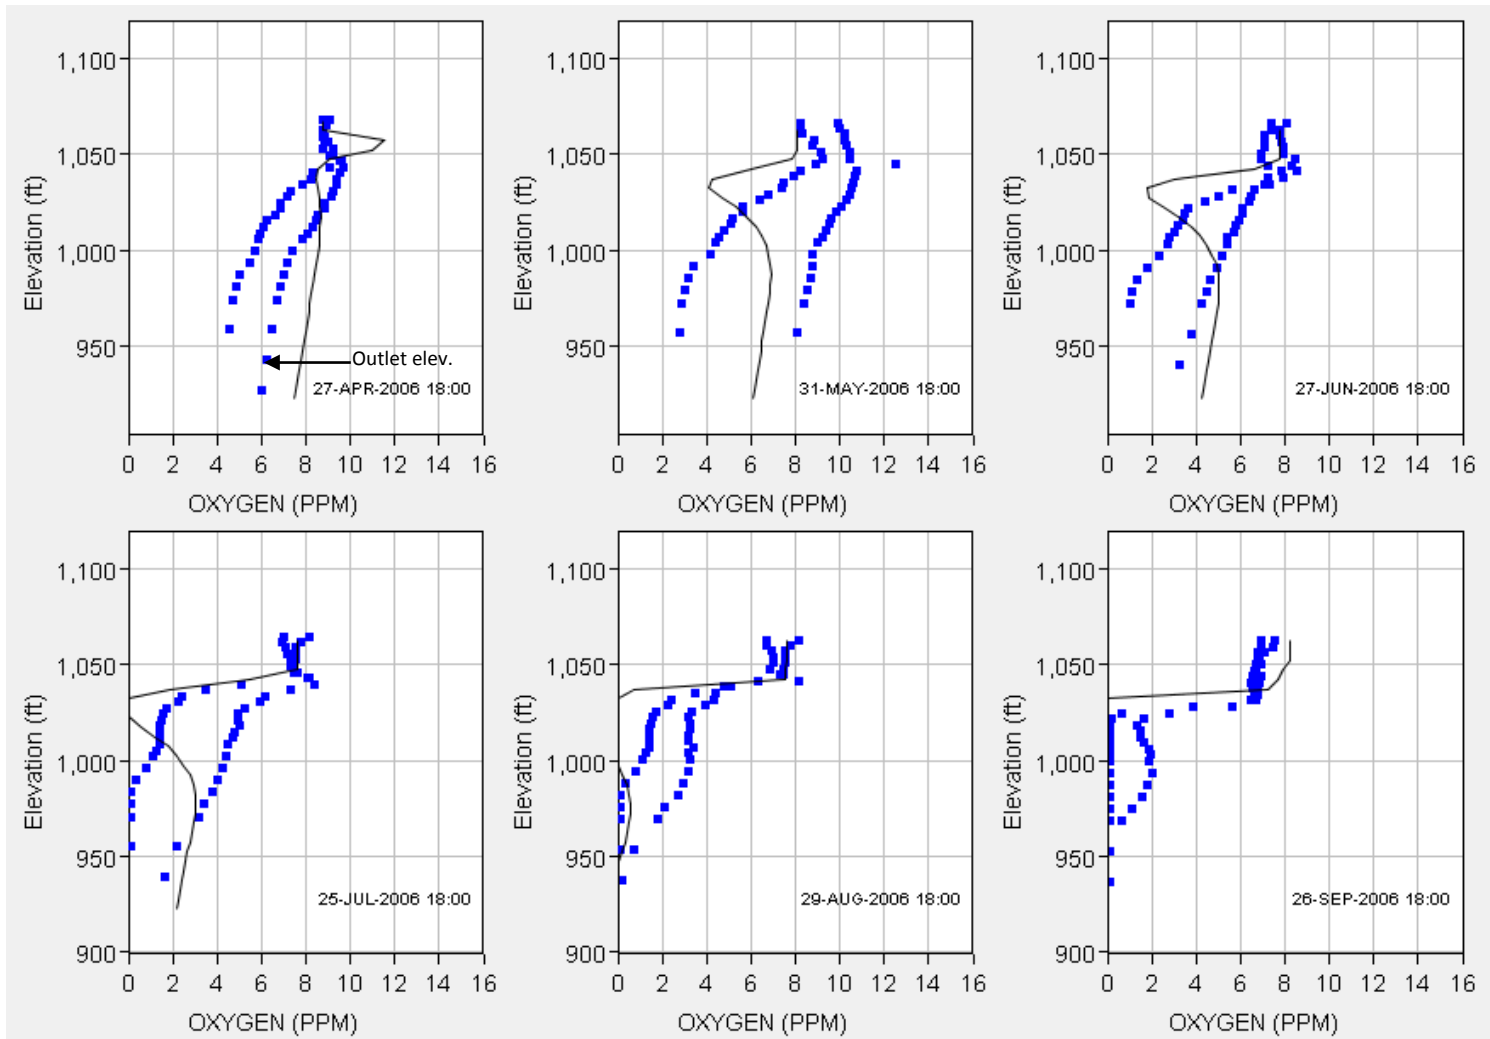 1,100
1,050
1,000
950
Elevation (ft)
Outlet elev.
27-APR-2006 18:00
0 2 4 6 8 10 12 14 16
OXYGEN (PPM)
1,100
1,050
1,000
950
Elevation (ft)
31-MAY-2006 18:00
0 2 4 6 8 10 12 14 16
OXYGEN (PPM)
1,100
1,050
1,000
950
Elevation (ft)
27-JUN-2006 18:00
0 2 4 6 8 10 12 14 16
OXYGEN (PPM)
1,100
1,050
1,000
950
900
Elevation (ft)
25-JUL-2006 18:00
0 2 4 6 8 10 12 14 16
OXYGEN (PPM)
1,100
1,050
1,000
950
900
Elevation (ft)
29-AUG-2006 18:00
0 2 4 6 8 10 12 14 16
OXYGEN (PPM)
1,100
1,050
1,000
950
900
Elevation (ft)
26-SEP-2006 18:00
0 2 4 6 8 10 12 14 16
OXYGEN (PPM)